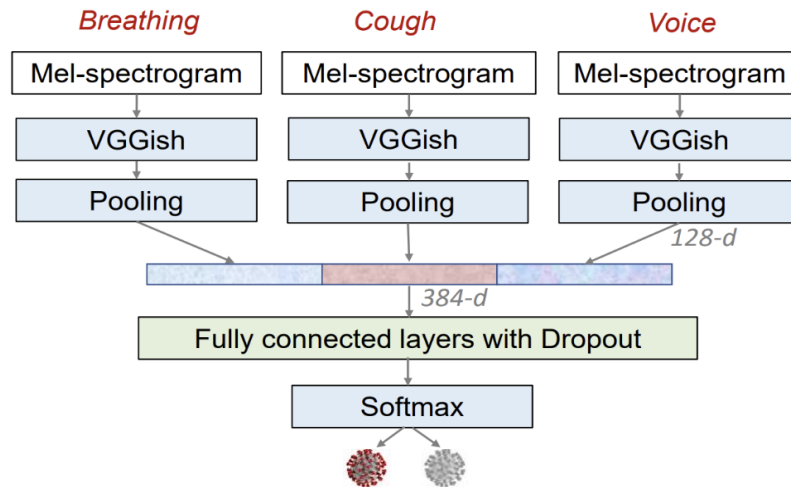 Breathing Cough Voice
Mel-spectrogram Mel-spectrogram Mel-spectrogram
VGGish VGGish VGGish
Pooling Pooling Pooling
128-d
384-d
Fully connected layers with Dropout
Softmax